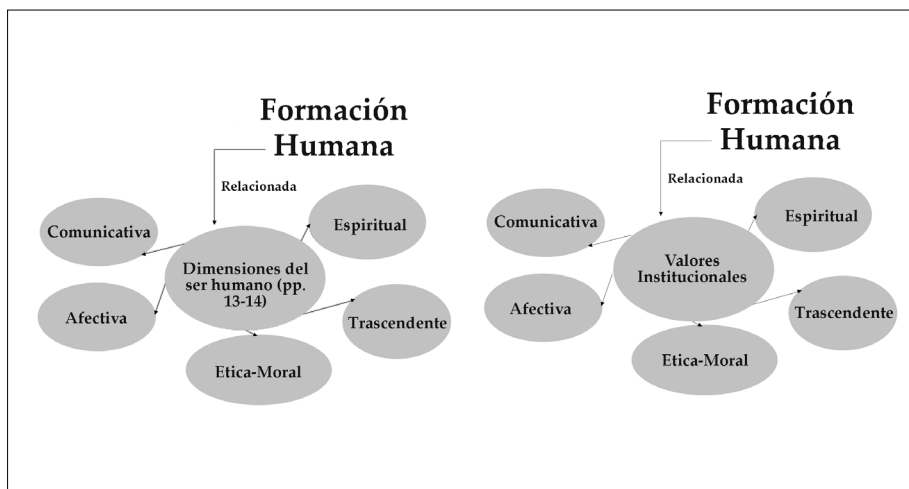 Formación
Humana
Relacionada
Comunicativa
Espiritual
Dimensiones del
ser humano (pp.
13-14)
Afectiva
Trascendente
Etica-Moral
Formación
Humana
Relacionada
Comunicativa
Espiritual
Valores
Institucionales
Afectiva
Trascendente
Etica-Moral